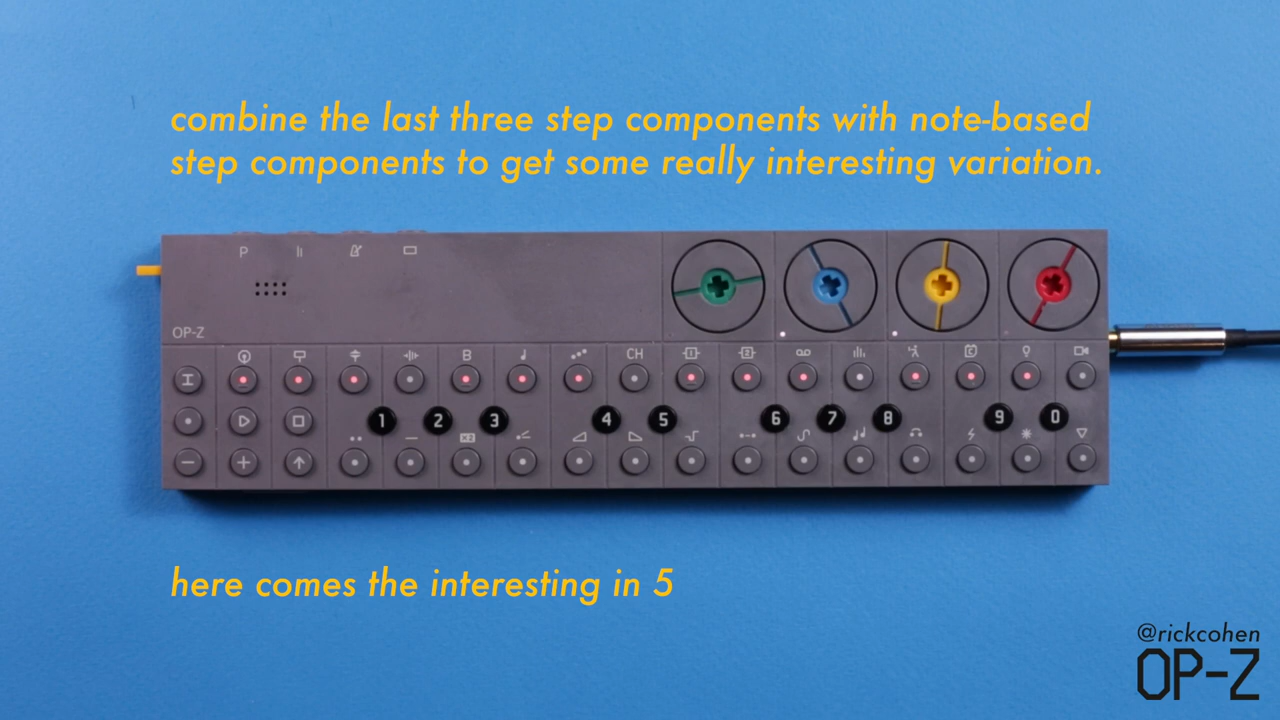 combine the last three step components with note-based
step components to get some really interesting variation.
P
OP-Z
B CH
1 2 3 4 5 6 7 8 9 0
x2
here comes the interesting in 5
@rickcohen
OP-Z